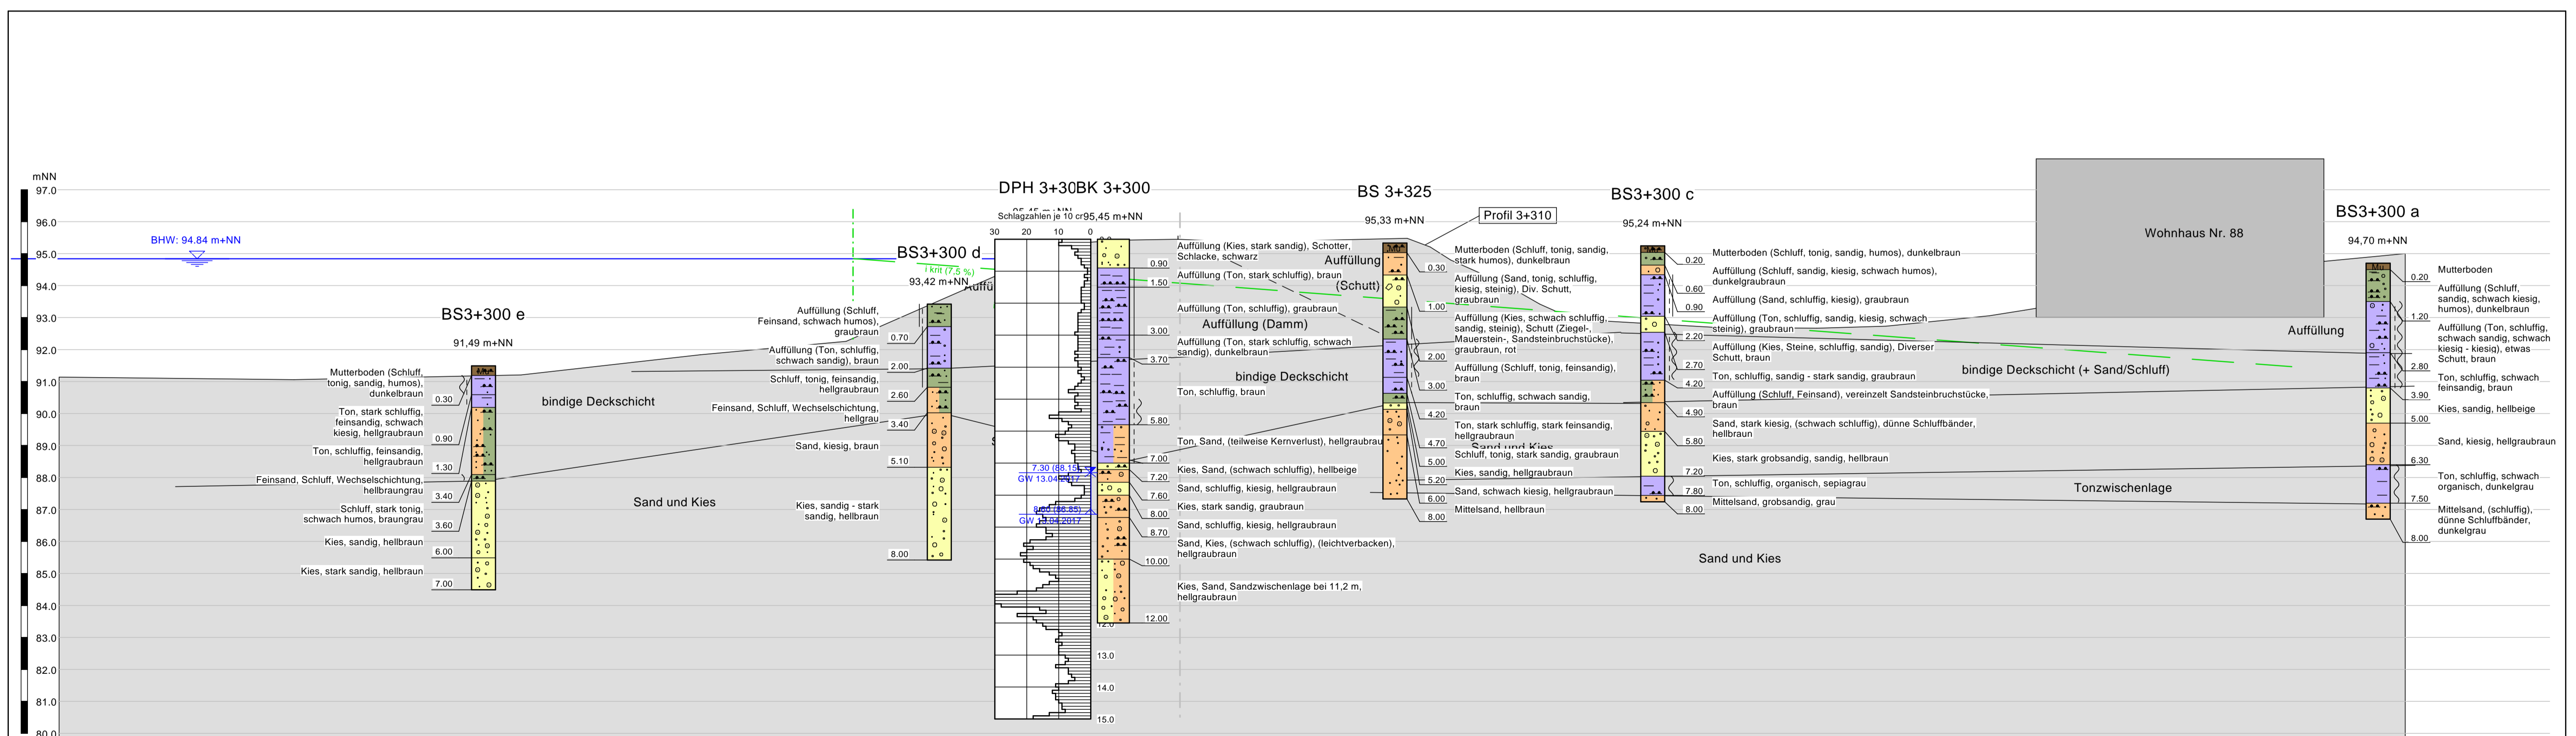 mNN
97.0
96.0
95.0
94.0
93.0
92.0
91.0
90.0
89.0
88.0
87.0
86.0
85.0
84.0
83.0
82.0
81.0
80.0
BHW: 94.84 m+NN
BS3+300 e
91,49 m+NN
Mutterboden (Schluff,
tonig, sandig, humos),
dunkelbraun
0.30
Ton, stark schluffig,
feinsandig, schwach
kiesig, hellgraubraun
0.90
Ton, schluffig, feinsandig,
hellgraubraun
1.30
Feinsand, Schluff, Wechselschichtung,
hellbraungrau
3.40
Schluff, stark tonig,
schwach humos, braungrau
3.60
Kies, sandig, hellbraun
6.00
Kies, stark sandig, hellbraun
7.00
bindige Deckschicht
Sand und Kies
BS3+300 d
93,42 m+NN
i krit (7,5 %)
Auffüllung (Schluff,
Feinsand, schwach humos),
graubraun
0.70
Auffüllung (Ton, schluffig,
schwach sandig), braun
2.00
Schluff, tonig, feinsandig,
hellgraubraun
2.60
Feinsand, Schluff, Wechselschichtung,
hellgrau
3.40
Sand, kiesig, braun
5.10
Kies, sandig - stark
sandig, hellbraun
8.00
DPH 3+30
Schlagzahlen je 10 cm
30 20 10 0
12.0
13.0
14.0
15.0
7.30 (88.15)
GW 13.04.2017
8.60 (86.85)
GW 13.04.2017
BK 3+300
95,45 m+NN
Auffüllung (Kies, stark sandig), Schotter,
Schlacke, schwarz
0.90
Auffüllung (Ton, stark schluffig), braun
1.50
Auffüllung (Ton, schluffig), graubraun
3.00
Auffüllung (Ton, stark schluffig, schwach
sandig), dunkelbraun
3.70
Ton, schluffig, braun
5.80
Ton, Sand, (teilweise Kernverlust), hellgraubrau
7.00
Kies, Sand, (schwach schluffig), hellbeige
7.20
Sand, schluffig, kiesig, hellgraubraun
7.60
Kies, stark sandig, graubraun
8.00
Sand, schluffig, kiesig, hellgraubraun
8.70
Sand, Kies, (schwach schluffig), (leichtverbacken),
hellgraubraun
10.00
Kies, Sand, Sandzwischenlage bei 11,2 m,
hellgraubraun
12.00
Auffüllung (Damm)
bindige Deckschicht
Auffüllung
(Schutt)
BS 3+325
95,33 m+NN
Profil 3+310
Mu
Mutterboden (Schluff, tonig, sandig,
stark humos), dunkelbraun
0.30
Auffüllung (Sand, tonig, schluffig,
kiesig, steinig), Div. Schutt,
graubraun
1.00
Auffüllung (Kies, schwach schluffig,
sandig, steinig), Schutt (Ziegel-,
Mauerstein-, Sandsteinbruchstücke),
graubraun, rot
2.00
Auffüllung (Schluff, tonig, feinsandig),
braun
3.00
Ton, schluffig, schwach sandig,
braun
4.20
Ton, stark schluffig, stark feinsandig,
hellgraubraun
4.70
Sand und Kies
Schluff, tonig, stark sandig, graubraun
5.00
Kies, sandig, hellgraubraun
5.20
Sand, schwach kiesig, hellgraubraun
6.00
Mittelsand, hellbraun
8.00
BS3+300 c
95,24 m+NN
Mutterboden (Schluff, tonig, sandig, humos), dunkelbraun
0.20
Auffüllung (Schluff, sandig, kiesig, schwach humos),
dunkelgraubraun
0.60
Auffüllung (Sand, schluffig, kiesig), graubraun
0.90
Auffüllung (Ton, schluffig, sandig, kiesig, schwach
steinig), graubraun
2.20
Auffüllung (Kies, Steine, schluffig, sandig), Diverser
Schutt, braun
2.70
Ton, schluffig, sandig - stark sandig, graubraun
4.20
Auffüllung (Schluff, Feinsand), vereinzelt Sandsteinbruchstücke,
braun
4.90
Sand, stark kiesig, (schwach schluffig), dünne Schluffbänder,
hellbraun
5.80
Kies, stark grobsandig, sandig, hellbraun
7.20
Ton, schluffig, organisch, sepiagrau
7.80
Mittelsand, grobsandig, grau
8.00
Wohnhaus Nr. 88
Auffüllung
bindige Deckschicht (+ Sand/Schluff)
Tonzwischenlage
Sand und Kies
BS3+300 a
94,70 m+NN
Mu
0.20
Mutterboden
Auffüllung (Schluff,
sandig, schwach kiesig,
humos), dunkelbraun
1.20
Auffüllung (Ton, schluffig,
schwach sandig, schwach
kiesig - kiesig), etwas
Schutt, braun
2.80
Ton, schluffig, schwach
feinsandig, braun
3.90
Kies, sandig, hellbeige
5.00
Sand, kiesig, hellgraubraun
6.30
Ton, schluffig, schwach
organisch, dunkelgrau
7.50
Mittelsand, (schluffig),
dünne Schluffbänder,
dunkelgrau
8.00